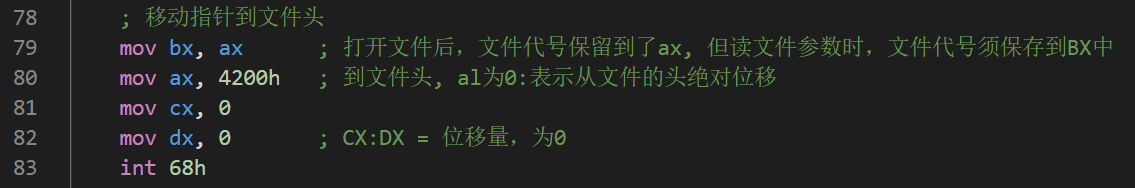 78 ; 移动指针到文件头
79 mov bx, ax ; 打开文件后，文件代号保留到了ax, 但读文件参数时，文件代号须保存到BX中
80 mov ax, 4200h ; 到文件头, al为0:表示从文件的头绝对位移
81 mov cx, 0
82 mov dx, 0 ; CX:DX = 位移量，为0
83 int 68h